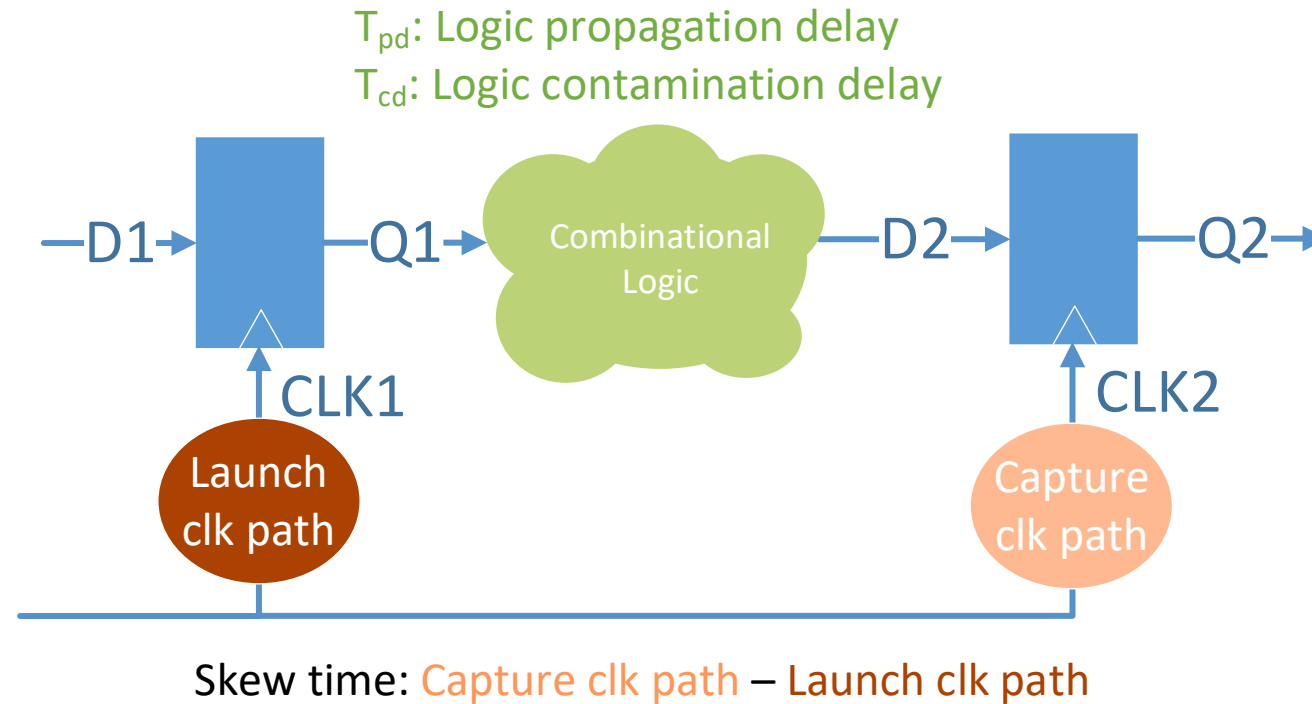 Tpd: Logic propagation delay
Tcd: Logic contamination delay
D1
Q1
Combinational
Logic
D2
Q2
CLK1
CLK2
Launch
clk path
Capture
clk path
Skew time: Capture clk path – Launch clk path